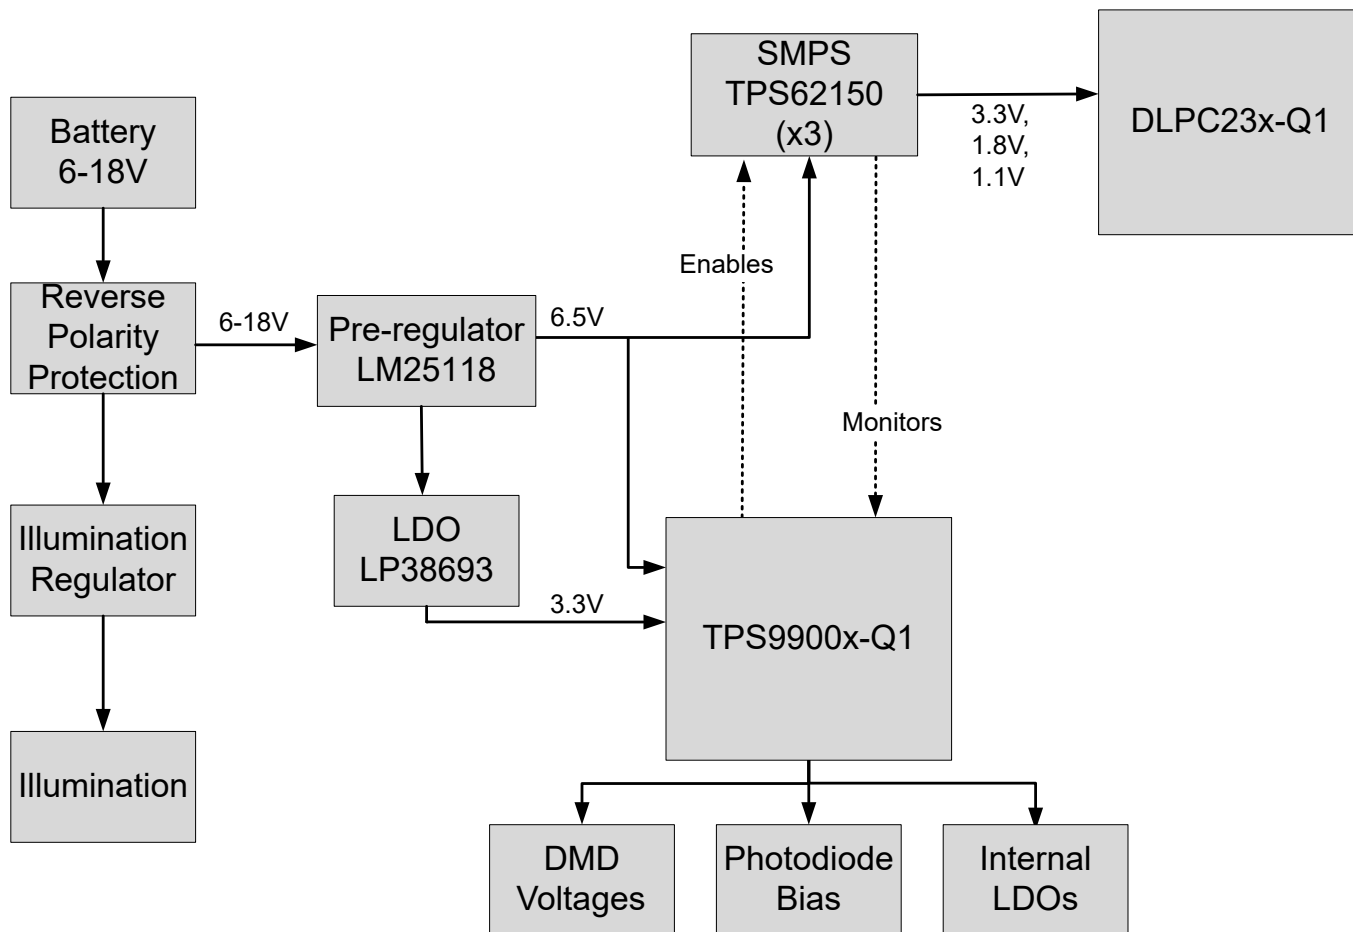 SMPS
TPS62150
(x3)
DLPC23x-Q1
3.3V,
1.8V,
1.1V
Battery
6-18V
Enables
Reverse
Polarity
Protection
6-18V
Pre-regulator
LM25118
6.5V
Monitors
Illumination
Regulator
LDO
LP38693
3.3V
TPS9900x-Q1
Illumination
DMD
Voltages
Photodiode
Bias
Internal
LDOs